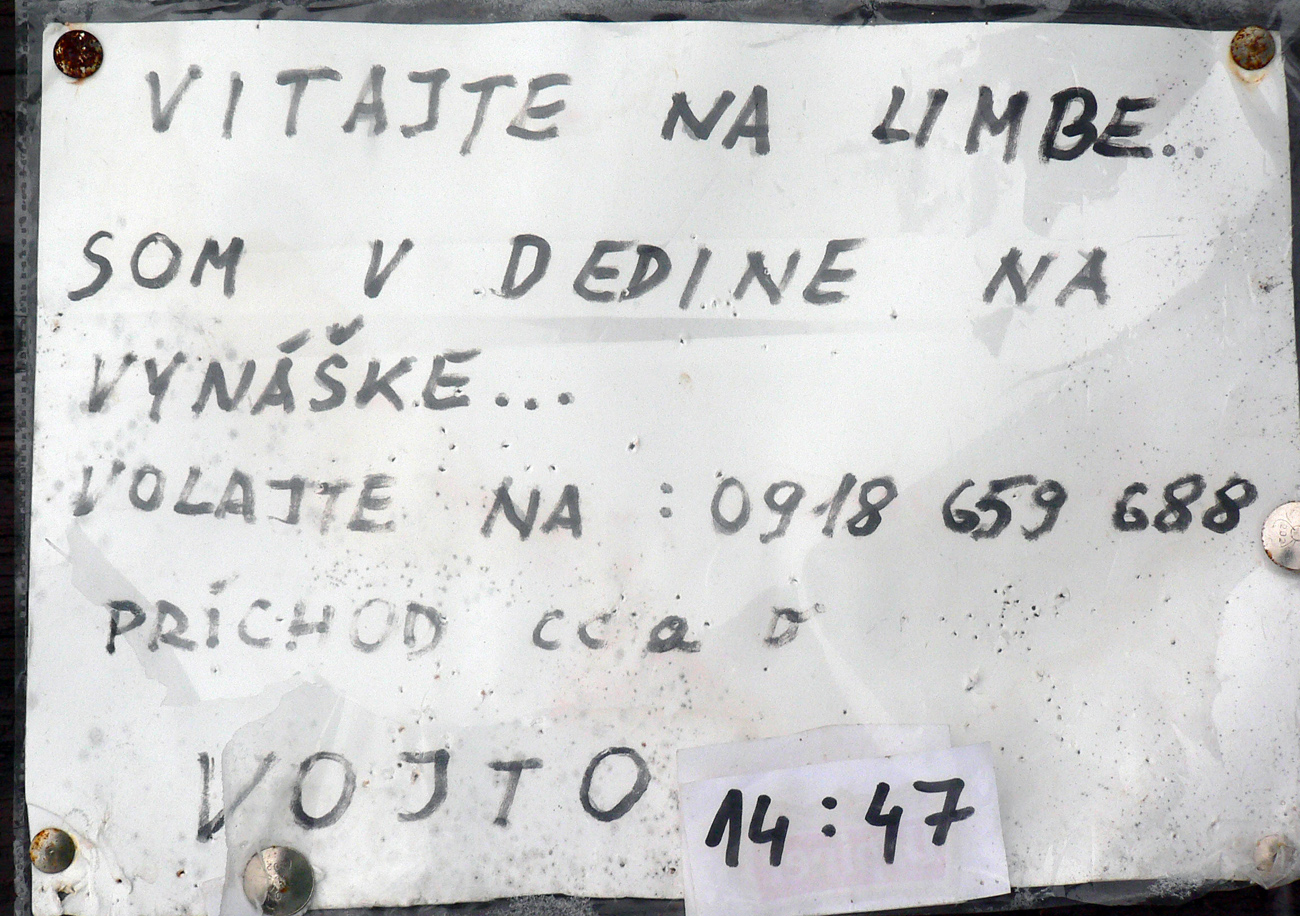 VITAJTE NA LIMBE..
SOM V DEDINE NA
VYNÁŠKE...
VOLAJTE NA : 0918 659 688
PRÍCHOD cca o
VOJTO
14:47